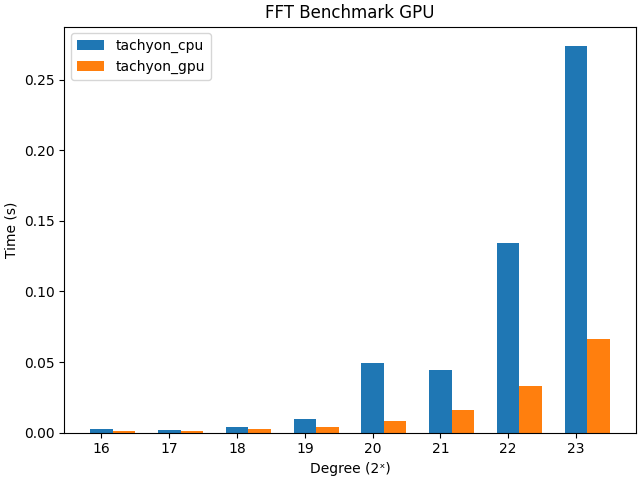 FFT Benchmark GPU
tachyon_cpu
tachyon_gpu
Time (s)
0.25
0.20
0.15
0.10
0.05
0.00
16 17 18 19 20 21 22 23
Degree (2ˣ)